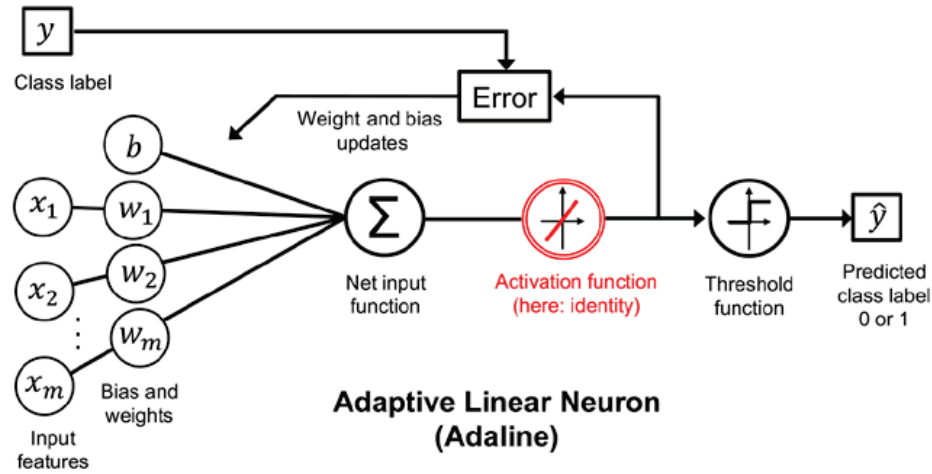 y
Class label
Error
Weight and bias
updates
b
x₁
w₁
x₂
w₂
⋮
xₘ
wₘ
Σ
ŷ
Net input
function
Activation function
(here: identity)
Threshold
function
Predicted
class label
0 or 1
Bias and
weights
Input
features
Adaptive Linear Neuron
(Adaline)